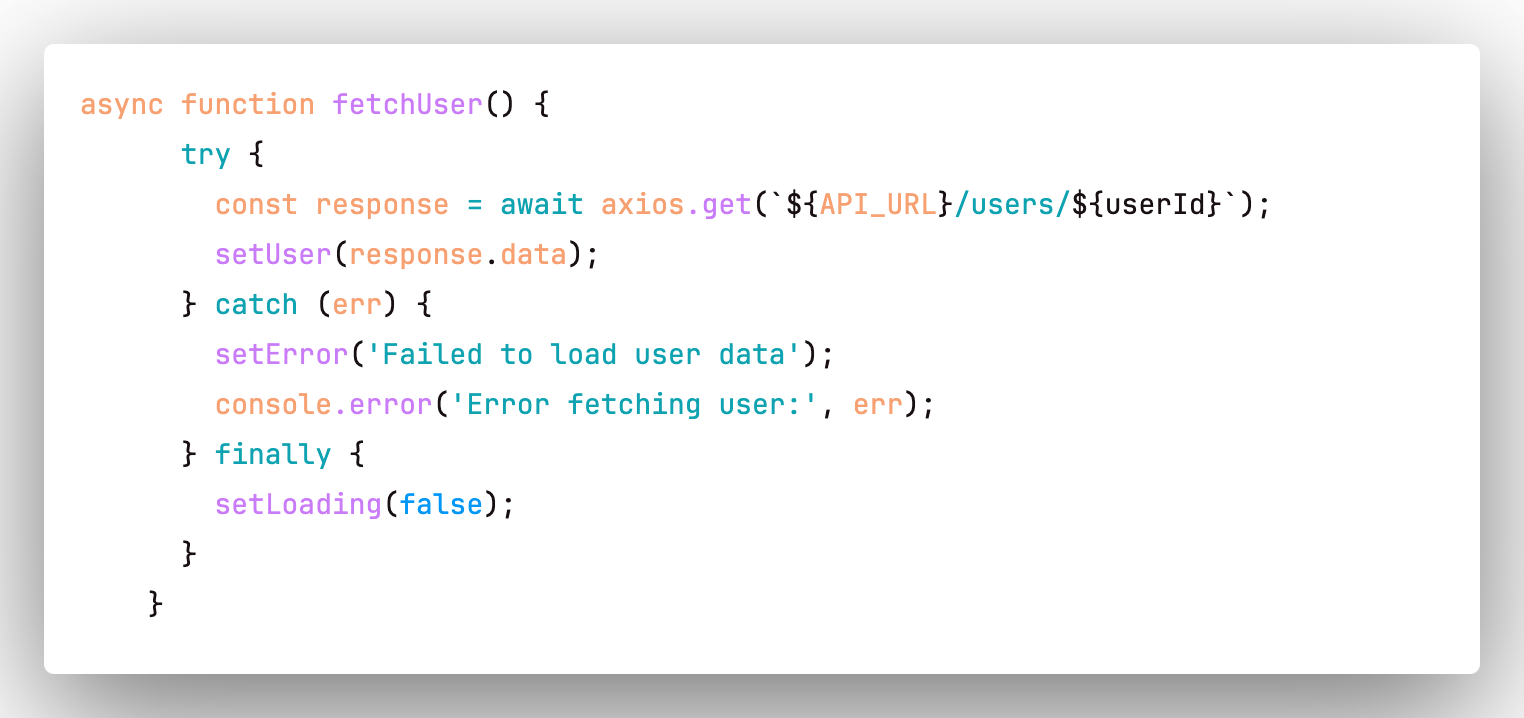 async function fetchUser() {
      try {
        const response = await axios.get(`${API_URL}/users/${userId}`);
        setUser(response.data);
      } catch (err) {
        setError('Failed to load user data');
        console.error('Error fetching user:', err);
      } finally {
        setLoading(false);
      }
    }